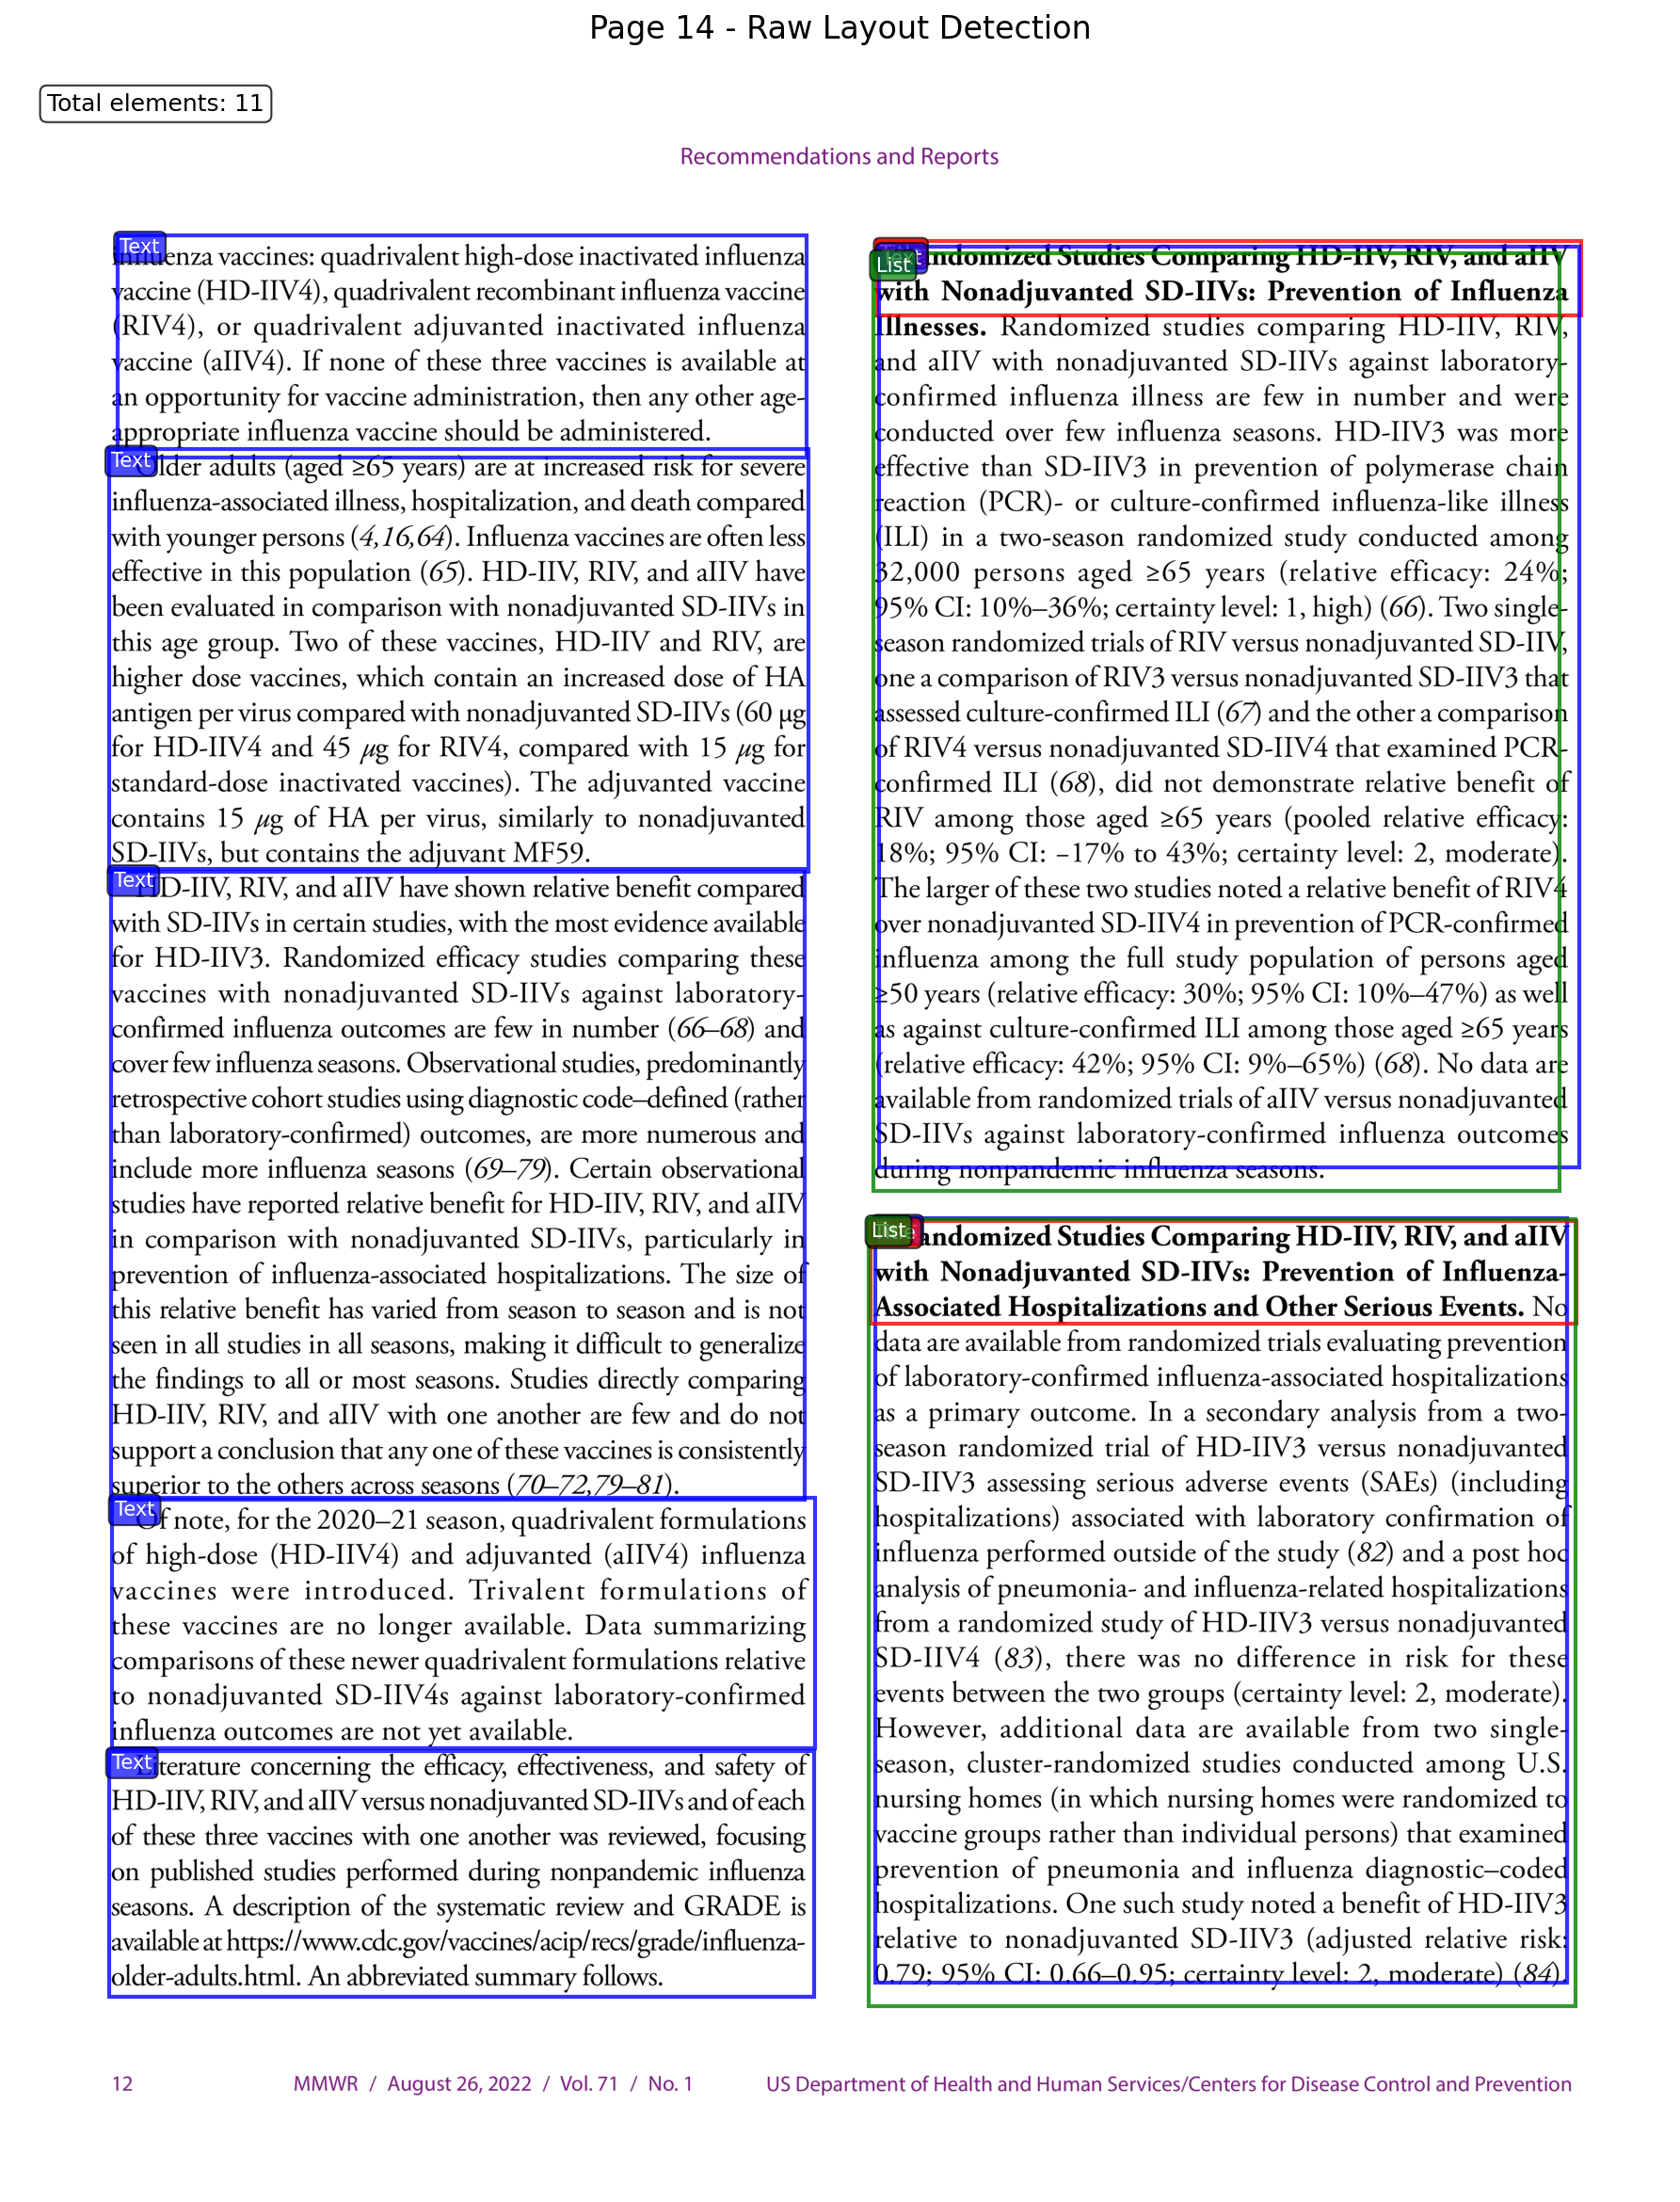 Page 14 - Raw Layout Detection
Total elements: 11
Recommendations and Reports
Text
influenza vaccines: quadrivalent high-dose inactivated influenza
vaccine (HD-IIV4), quadrivalent recombinant influenza vaccine
(RIV4), or quadrivalent adjuvanted inactivated influenza
vaccine (aIIV4). If none of these three vaccines is available at
an opportunity for vaccine administration, then any other age-
appropriate influenza vaccine should be administered.
Text
Older adults (aged ≥65 years) are at increased risk for severe
influenza-associated illness, hospitalization, and death compared
with younger persons (4,16,64). Influenza vaccines are often less
effective in this population (65). HD-IIV, RIV, and aIIV have
been evaluated in comparison with nonadjuvanted SD-IIVs in
this age group. Two of these vaccines, HD-IIV and RIV, are
higher dose vaccines, which contain an increased dose of HA
antigen per virus compared with nonadjuvanted SD-IIVs (60 μg
for HD-IIV4 and 45 μg for RIV4, compared with 15 μg for
standard-dose inactivated vaccines). The adjuvanted vaccine
contains 15 μg of HA per virus, similarly to nonadjuvanted
SD-IIVs, but contains the adjuvant MF59.
Text
HD-IIV, RIV, and aIIV have shown relative benefit compared
with SD-IIVs in certain studies, with the most evidence available
for HD-IIV3. Randomized efficacy studies comparing these
vaccines with nonadjuvanted SD-IIVs against laboratory-
confirmed influenza outcomes are few in number (66–68) and
cover few influenza seasons. Observational studies, predominantly
retrospective cohort studies using diagnostic code–defined (rather
than laboratory-confirmed) outcomes, are more numerous and
include more influenza seasons (69–79). Certain observational
studies have reported relative benefit for HD-IIV, RIV, and aIIV
in comparison with nonadjuvanted SD-IIVs, particularly in
prevention of influenza-associated hospitalizations. The size of
this relative benefit has varied from season to season and is not
seen in all studies in all seasons, making it difficult to generalize
the findings to all or most seasons. Studies directly comparing
HD-IIV, RIV, and aIIV with one another are few and do not
support a conclusion that any one of these vaccines is consistently
superior to the others across seasons (70–72,79–81).
Text
Of note, for the 2020–21 season, quadrivalent formulations
of high-dose (HD-IIV4) and adjuvanted (aIIV4) influenza
vaccines were introduced. Trivalent formulations of
these vaccines are no longer available. Data summarizing
comparisons of these newer quadrivalent formulations relative
to nonadjuvanted SD-IIV4s against laboratory-confirmed
influenza outcomes are not yet available.
Text
Literature concerning the efficacy, effectiveness, and safety of
HD-IIV, RIV, and aIIV versus nonadjuvanted SD-IIVs and of each
of these three vaccines with one another was reviewed, focusing
on published studies performed during nonpandemic influenza
seasons. A description of the systematic review and GRADE is
available at https://www.cdc.gov/vaccines/acip/recs/grade/influenza-
older-adults.html. An abbreviated summary follows.
List
Randomized Studies Comparing HD-IIV, RIV, and aIIV
with Nonadjuvanted SD-IIVs: Prevention of Influenza
Illnesses. Randomized studies comparing HD-IIV, RIV,
and aIIV with nonadjuvanted SD-IIVs against laboratory-
confirmed influenza illness are few in number and were
conducted over few influenza seasons. HD-IIV3 was more
effective than SD-IIV3 in prevention of polymerase chain
reaction (PCR)- or culture-confirmed influenza-like illness
(ILI) in a two-season randomized study conducted among
32,000 persons aged ≥65 years (relative efficacy: 24%;
95% CI: 10%–36%; certainty level: 1, high) (66). Two single-
season randomized trials of RIV versus nonadjuvanted SD-IIV,
one a comparison of RIV3 versus nonadjuvanted SD-IIV3 that
assessed culture-confirmed ILI (67) and the other a comparison
of RIV4 versus nonadjuvanted SD-IIV4 that examined PCR-
confirmed ILI (68), did not demonstrate relative benefit of
RIV among those aged ≥65 years (pooled relative efficacy:
18%; 95% CI: −17% to 43%; certainty level: 2, moderate).
The larger of these two studies noted a relative benefit of RIV4
over nonadjuvanted SD-IIV4 in prevention of PCR-confirmed
influenza among the full study population of persons aged
≥50 years (relative efficacy: 30%; 95% CI: 10%–47%) as well
as against culture-confirmed ILI among those aged ≥65 years
(relative efficacy: 42%; 95% CI: 9%–65%) (68). No data are
available from randomized trials of aIIV versus nonadjuvanted
SD-IIVs against laboratory-confirmed influenza outcomes
during nonpandemic influenza seasons.
List
Randomized Studies Comparing HD-IIV, RIV, and aIIV
with Nonadjuvanted SD-IIVs: Prevention of Influenza-
Associated Hospitalizations and Other Serious Events. No
data are available from randomized trials evaluating prevention
of laboratory-confirmed influenza-associated hospitalizations
as a primary outcome. In a secondary analysis from a two-
season randomized trial of HD-IIV3 versus nonadjuvanted
SD-IIV3 assessing serious adverse events (SAEs) (including
hospitalizations) associated with laboratory confirmation of
influenza performed outside of the study (82) and a post hoc
analysis of pneumonia- and influenza-related hospitalizations
from a randomized study of HD-IIV3 versus nonadjuvanted
SD-IIV4 (83), there was no difference in risk for these
events between the two groups (certainty level: 2, moderate).
However, additional data are available from two single-
season, cluster-randomized studies conducted among U.S.
nursing homes (in which nursing homes were randomized to
vaccine groups rather than individual persons) that examined
prevention of pneumonia and influenza diagnostic–coded
hospitalizations. One such study noted a benefit of HD-IIV3
relative to nonadjuvanted SD-IIV3 (adjusted relative risk:
0.79; 95% CI: 0.66–0.95; certainty level: 2, moderate) (84).
12 MMWR / August 26, 2022 / Vol. 71 / No. 1 US Department of Health and Human Services/Centers for Disease Control and Prevention